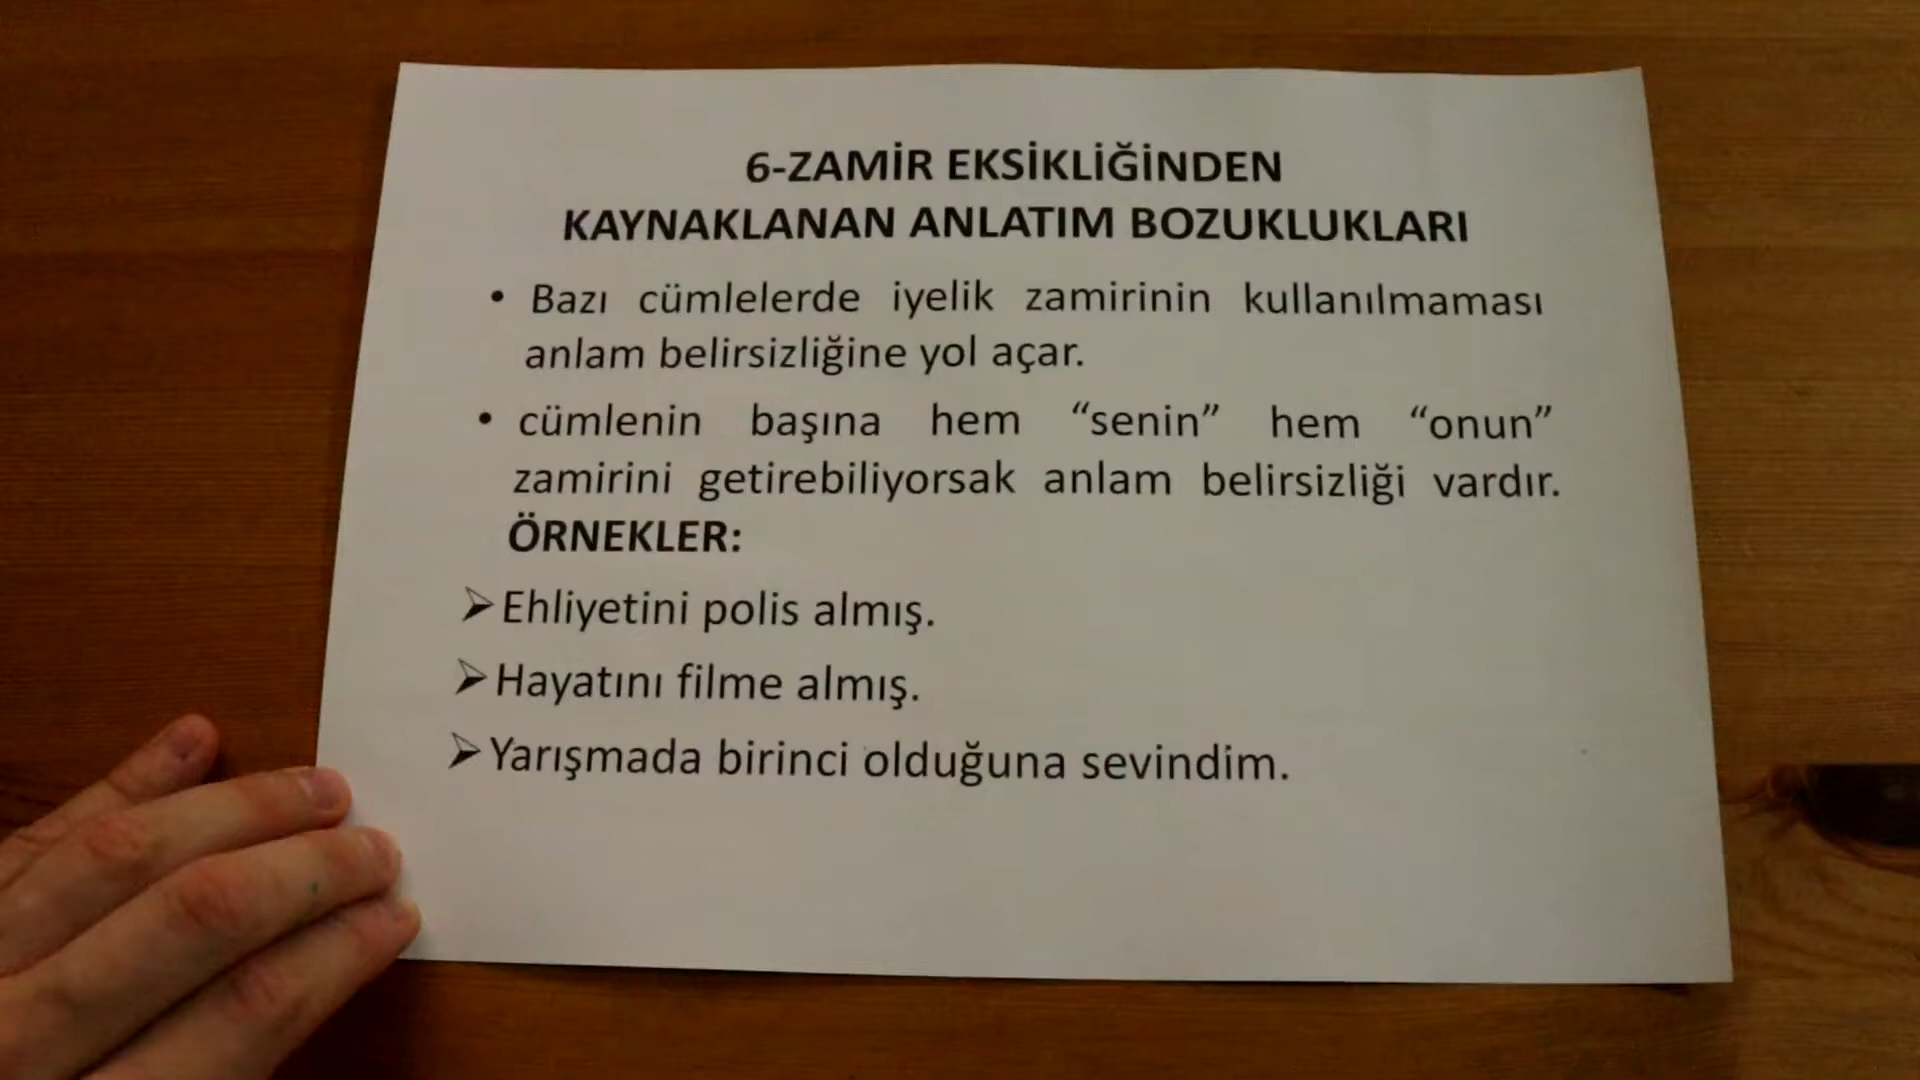 6-ZAMİR EKSİKLİĞİNDEN
KAYNAKLANAN ANLATIM BOZUKLUKLARI
• Bazı cümlelerde iyelik zamirinin kullanılmaması
anlam belirsizliğine yol açar.
• cümlenin başına hem “senin” hem “onun”
zamirini getirebiliyorsak anlam belirsizliği vardır.
ÖRNEKLER:
➢Ehliyetini polis almış.
➢Hayatını filme almış.
➢Yarışmada birinci olduğuna sevindim.